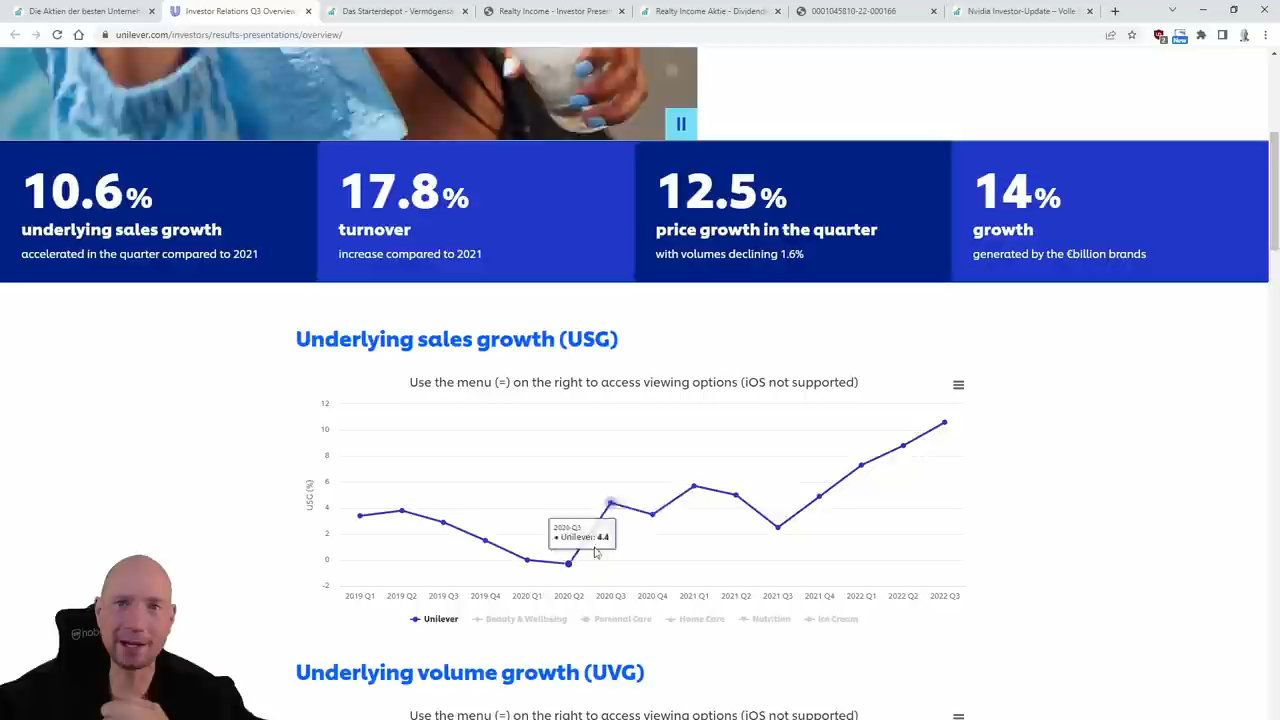 Die Aktien der besten Unterneh
Investor Relations Q3 Overview
Das Starterdepot – Vermögens
Realty Income - Investor Presen
Realty Income Aktie – Dividend
0001045810-22-000166
Nvidia Investor-Update – Volle
unilever.com/investors/results-presentations/overview/
2
New
10.6%
underlying sales growth
accelerated in the quarter compared to 2021
17.8%
turnover
increase compared to 2021
12.5%
price growth in the quarter
with volumes declining 1.6%
14%
growth
generated by the €billion brands
Underlying sales growth (USG)
Use the menu (=) on the right to access viewing options (iOS not supported)
12
10
8
6
4
2
0
-2
USG (%)
2020 Q3
Unilever: 4.4
2019 Q1 2019 Q2 2019 Q3 2019 Q4 2020 Q1 2020 Q2 2020 Q3 2020 Q4 2021 Q1 2021 Q2 2021 Q3 2021 Q4 2022 Q1 2022 Q2 2022 Q3
Unilever Beauty & Wellbeing Personal Care Home Care Nutrition Ice Cream
Underlying volume growth (UVG)
Use the menu (=) on the right to access viewing options (iOS not supported)